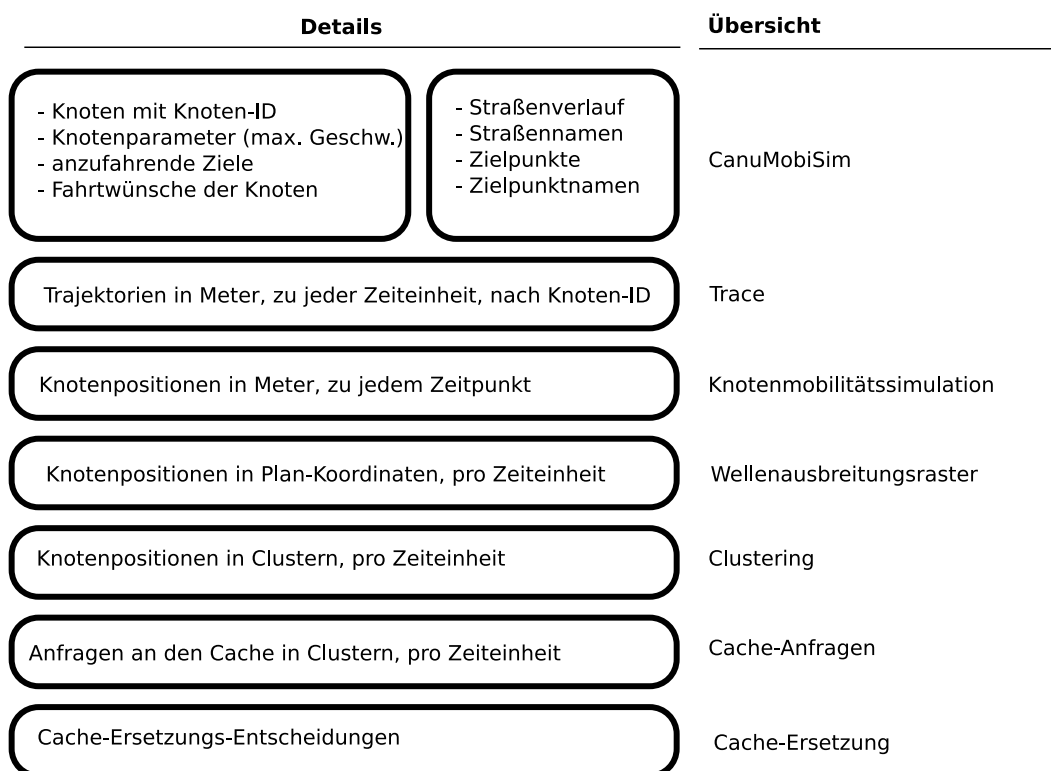 Details
Übersicht
- Knoten mit Knoten-ID
- Knotenparameter (max. Geschw.)
- anzufahrende Ziele
- Fahrtwünsche der Knoten
- Straßenverlauf
- Straßennamen
- Zielpunkte
- Zielpunktnamen
CanuMobiSim
Trajektorien in Meter, zu jeder Zeiteinheit, nach Knoten-ID
Trace
Knotenpositionen in Meter, zu jedem Zeitpunkt
Knotenmobilitätssimulation
Knotenpositionen in Plan-Koordinaten, pro Zeiteinheit
Wellenausbreitungsraster
Knotenpositionen in Clustern, pro Zeiteinheit
Clustering
Anfragen an den Cache in Clustern, pro Zeiteinheit
Cache-Anfragen
Cache-Ersetzungs-Entscheidungen
Cache-Ersetzung